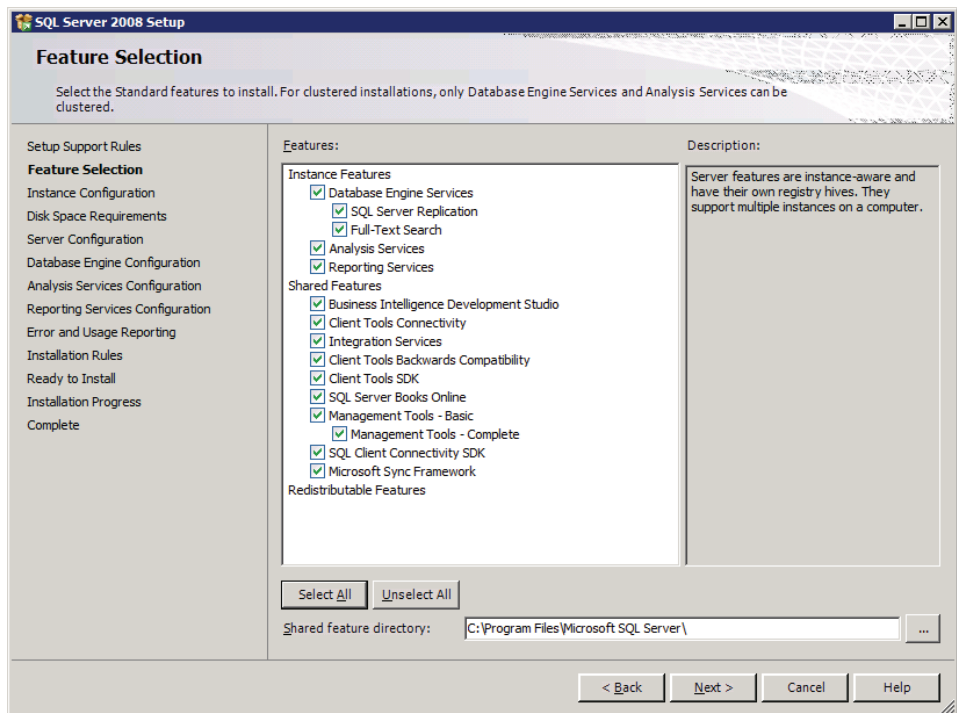 SQL Server 2008 Setup
Feature Selection
Select the Standard features to install. For clustered installations, only Database Engine Services and Analysis Services can be
clustered.
Setup Support Rules
Feature Selection
Instance Configuration
Disk Space Requirements
Server Configuration
Database Engine Configuration
Analysis Services Configuration
Reporting Services Configuration
Error and Usage Reporting
Installation Rules
Ready to Install
Installation Progress
Complete
Features:
Instance Features
Database Engine Services
SQL Server Replication
Full-Text Search
Analysis Services
Reporting Services
Shared Features
Business Intelligence Development Studio
Client Tools Connectivity
Integration Services
Client Tools Backwards Compatibility
Client Tools SDK
SQL Server Books Online
Management Tools - Basic
Management Tools - Complete
SQL Client Connectivity SDK
Microsoft Sync Framework
Redistributable Features
Description:
Server features are instance-aware and
have their own registry hives. They
support multiple instances on a computer.
Select All
Unselect All
Shared feature directory:
C:\Program Files\Microsoft SQL Server\
...
< Back
Next >
Cancel
Help